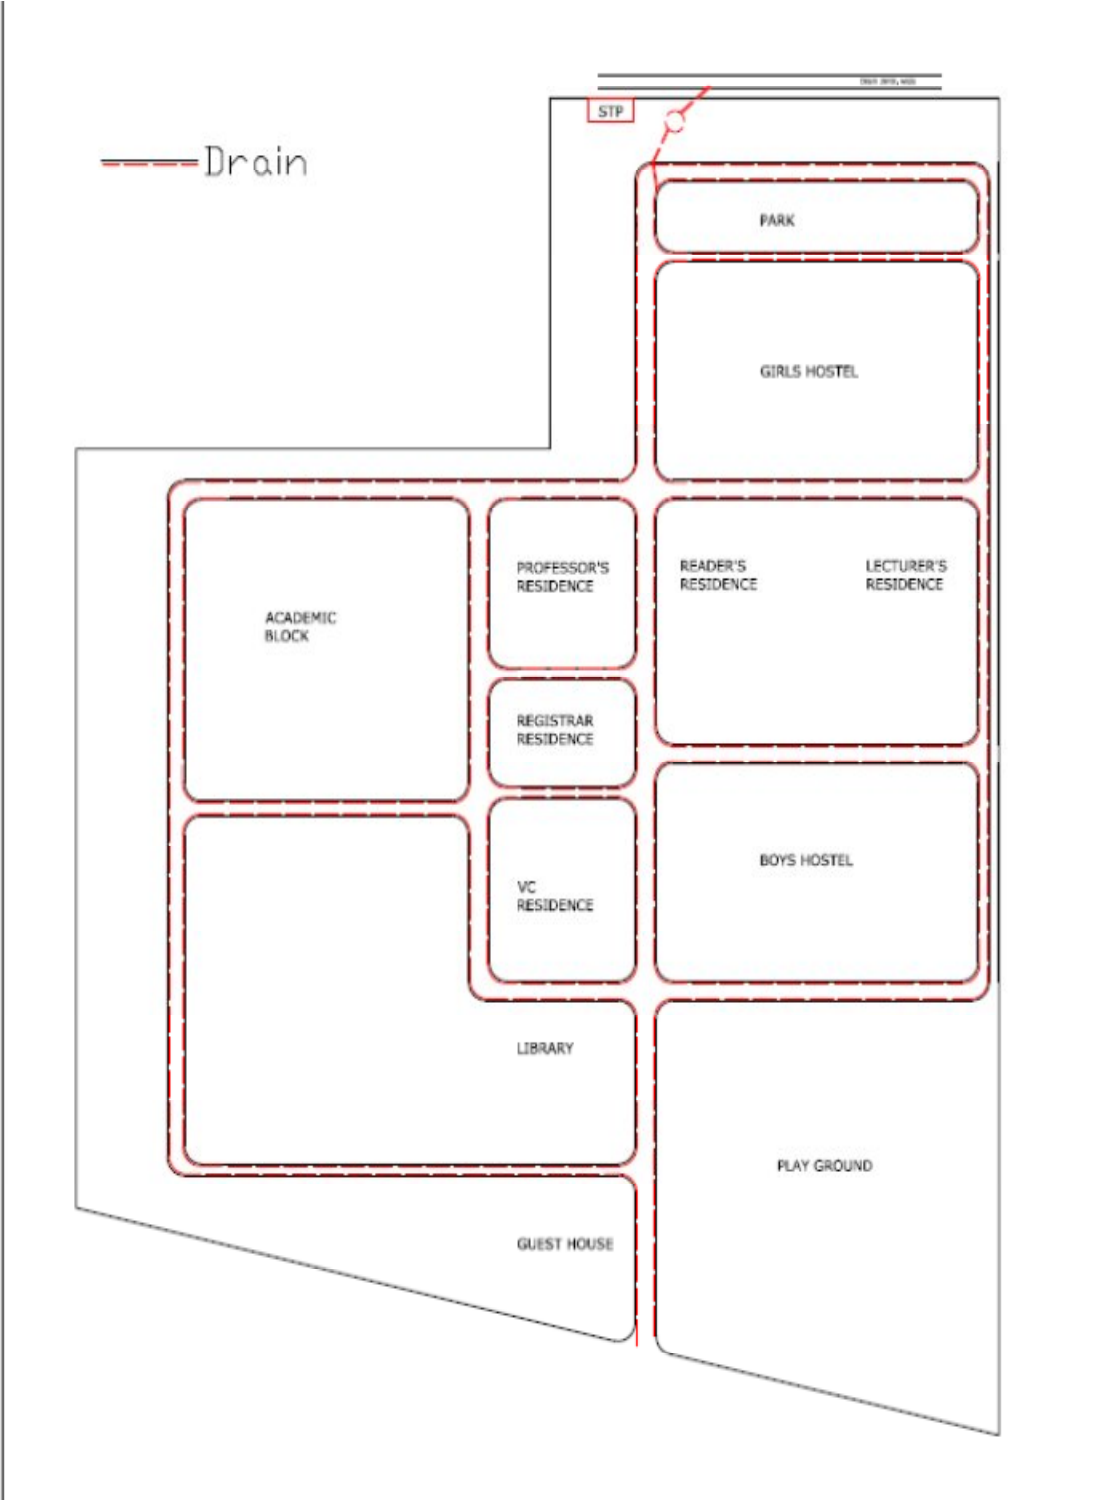 STP
Drain
PARK
GIRLS HOSTEL
PROFESSOR'S
RESIDENCE
READER'S
RESIDENCE
LECTURER'S
RESIDENCE
ACADEMIC
BLOCK
REGISTRAR
RESIDENCE
BOYS HOSTEL
VC
RESIDENCE
LIBRARY
PLAY GROUND
GUEST HOUSE